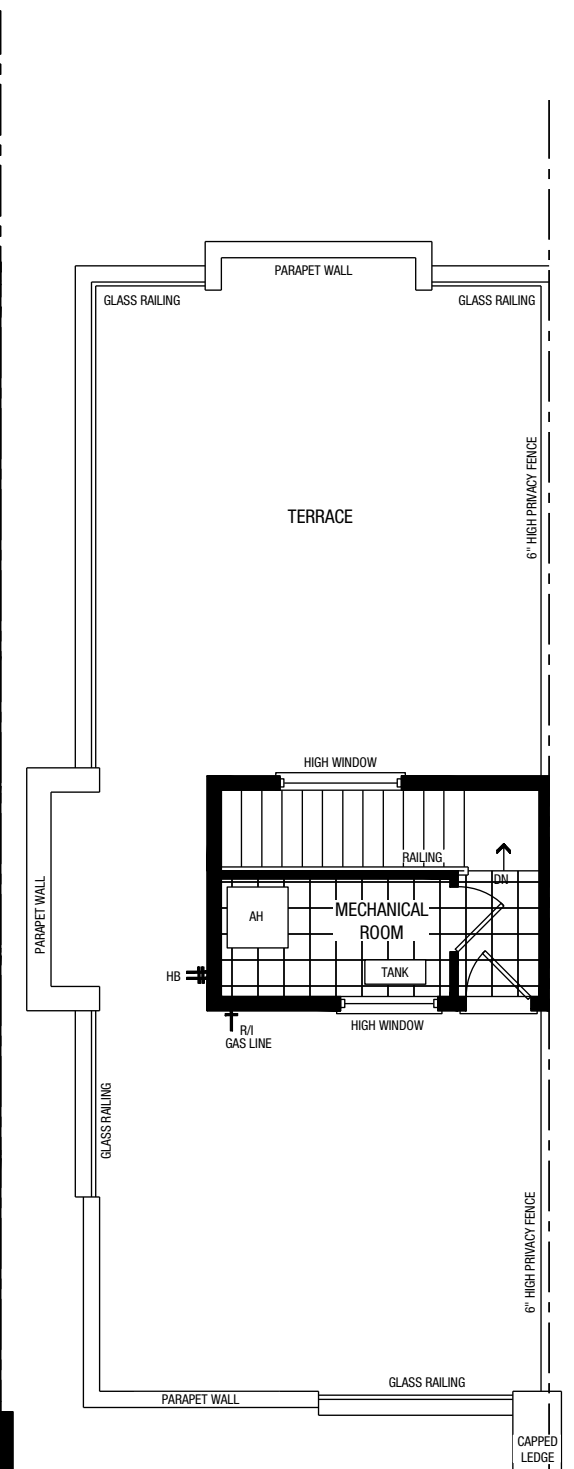 PARAPET WALL
GLASS RAILING
GLASS RAILING
6" HIGH PRIVACY FENCE
TERRACE
HIGH WINDOW
RAILING
DN
AH
MECHANICAL
ROOM
PARAPET WALL
HB
TANK
R/I
GAS LINE
HIGH WINDOW
GLASS RAILING
6" HIGH PRIVACY FENCE
GLASS RAILING
PARAPET WALL
CAPPED
LEDGE